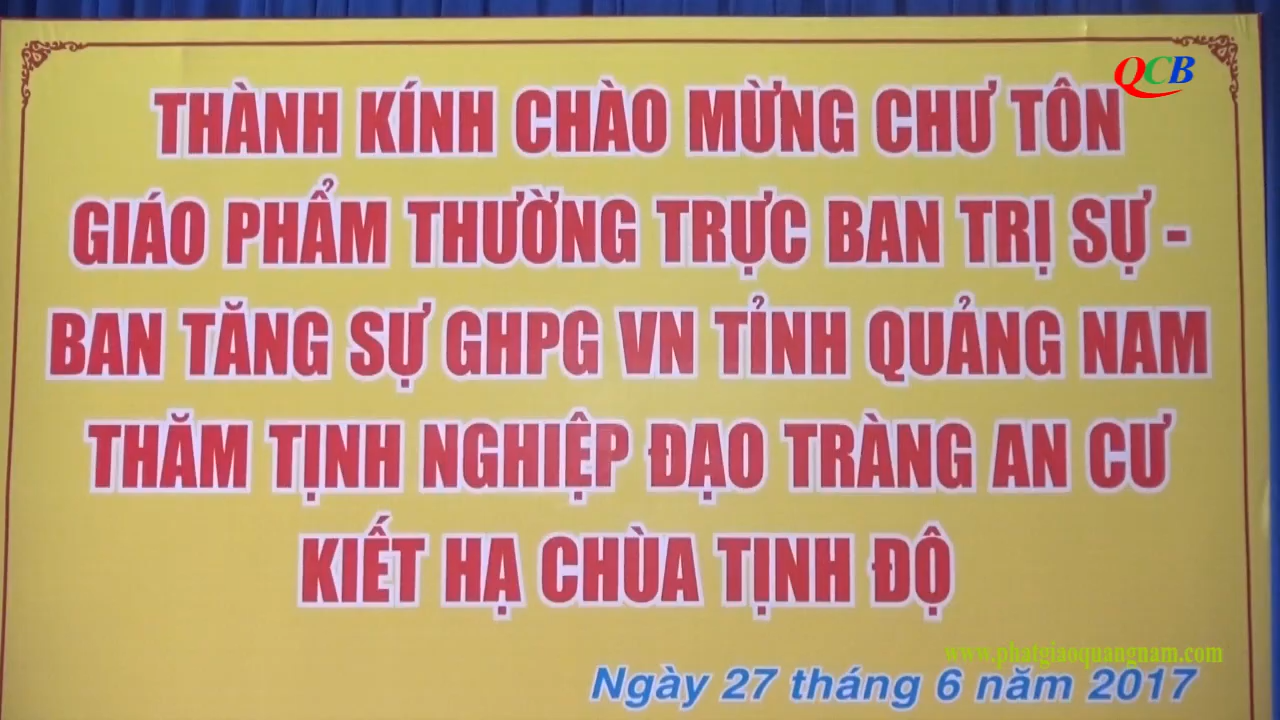 QCB
THÀNH KÍNH CHÀO MỪNG CHƯ TÔN
GIÁO PHẨM THƯỜNG TRỰC BAN TRỊ SỰ -
BAN TĂNG SỰ GHPG VN TỈNH QUẢNG NAM
THĂM TỊNH NGHIỆP ĐẠO TRÀNG AN CƯ
KIẾT HẠ CHÙA TỊNH ĐỘ
www.phatgiaoquangnam.com
Ngày 27 tháng 6 năm 2017